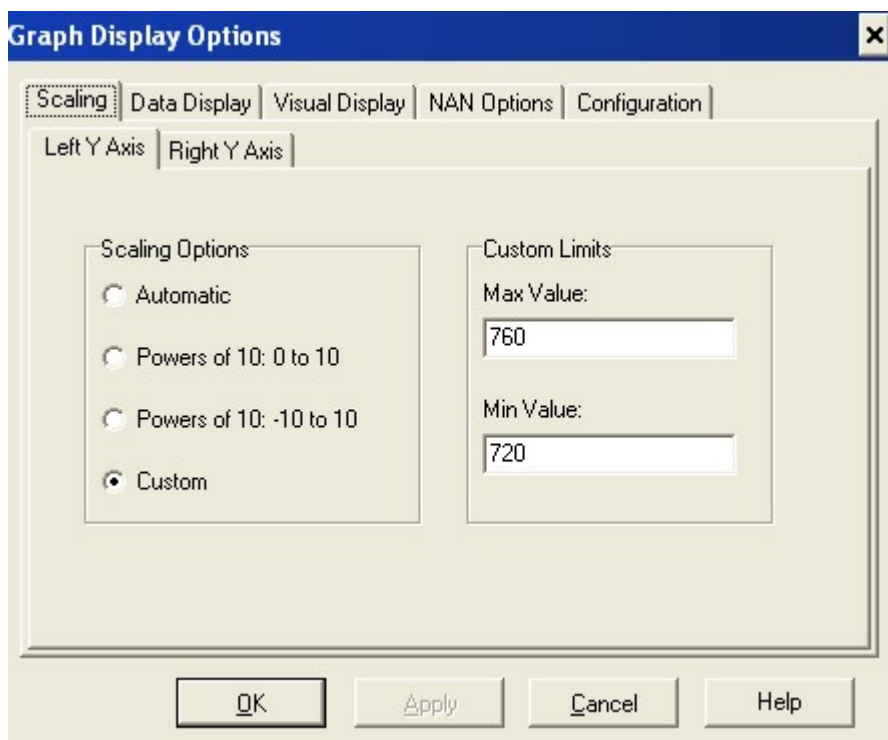 Graph Display Options
Scaling Data Display Visual Display NAN Options Configuration
Left Y Axis Right Y Axis
Scaling Options
Automatic
Powers of 10: 0 to 10
Powers of 10: -10 to 10
Custom
Custom Limits
Max Value:
760
Min Value:
720
OK Apply Cancel Help